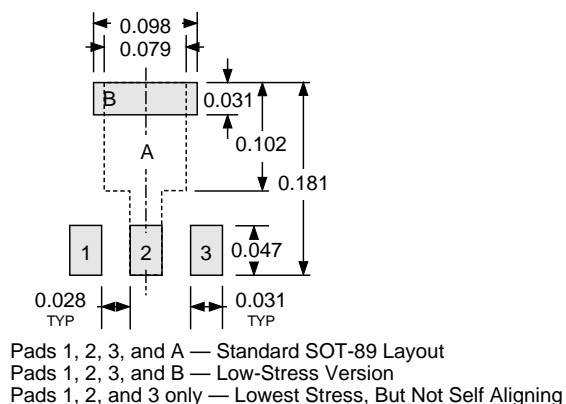 0.098
0.079
B
0.031
A
0.102
0.181
1
2
3
0.047
0.028
TYP
0.031
TYP
Pads 1, 2, 3, and A — Standard SOT-89 Layout
Pads 1, 2, 3, and B — Low-Stress Version
Pads 1, 2, and 3 only — Lowest Stress, But Not Self Aligning